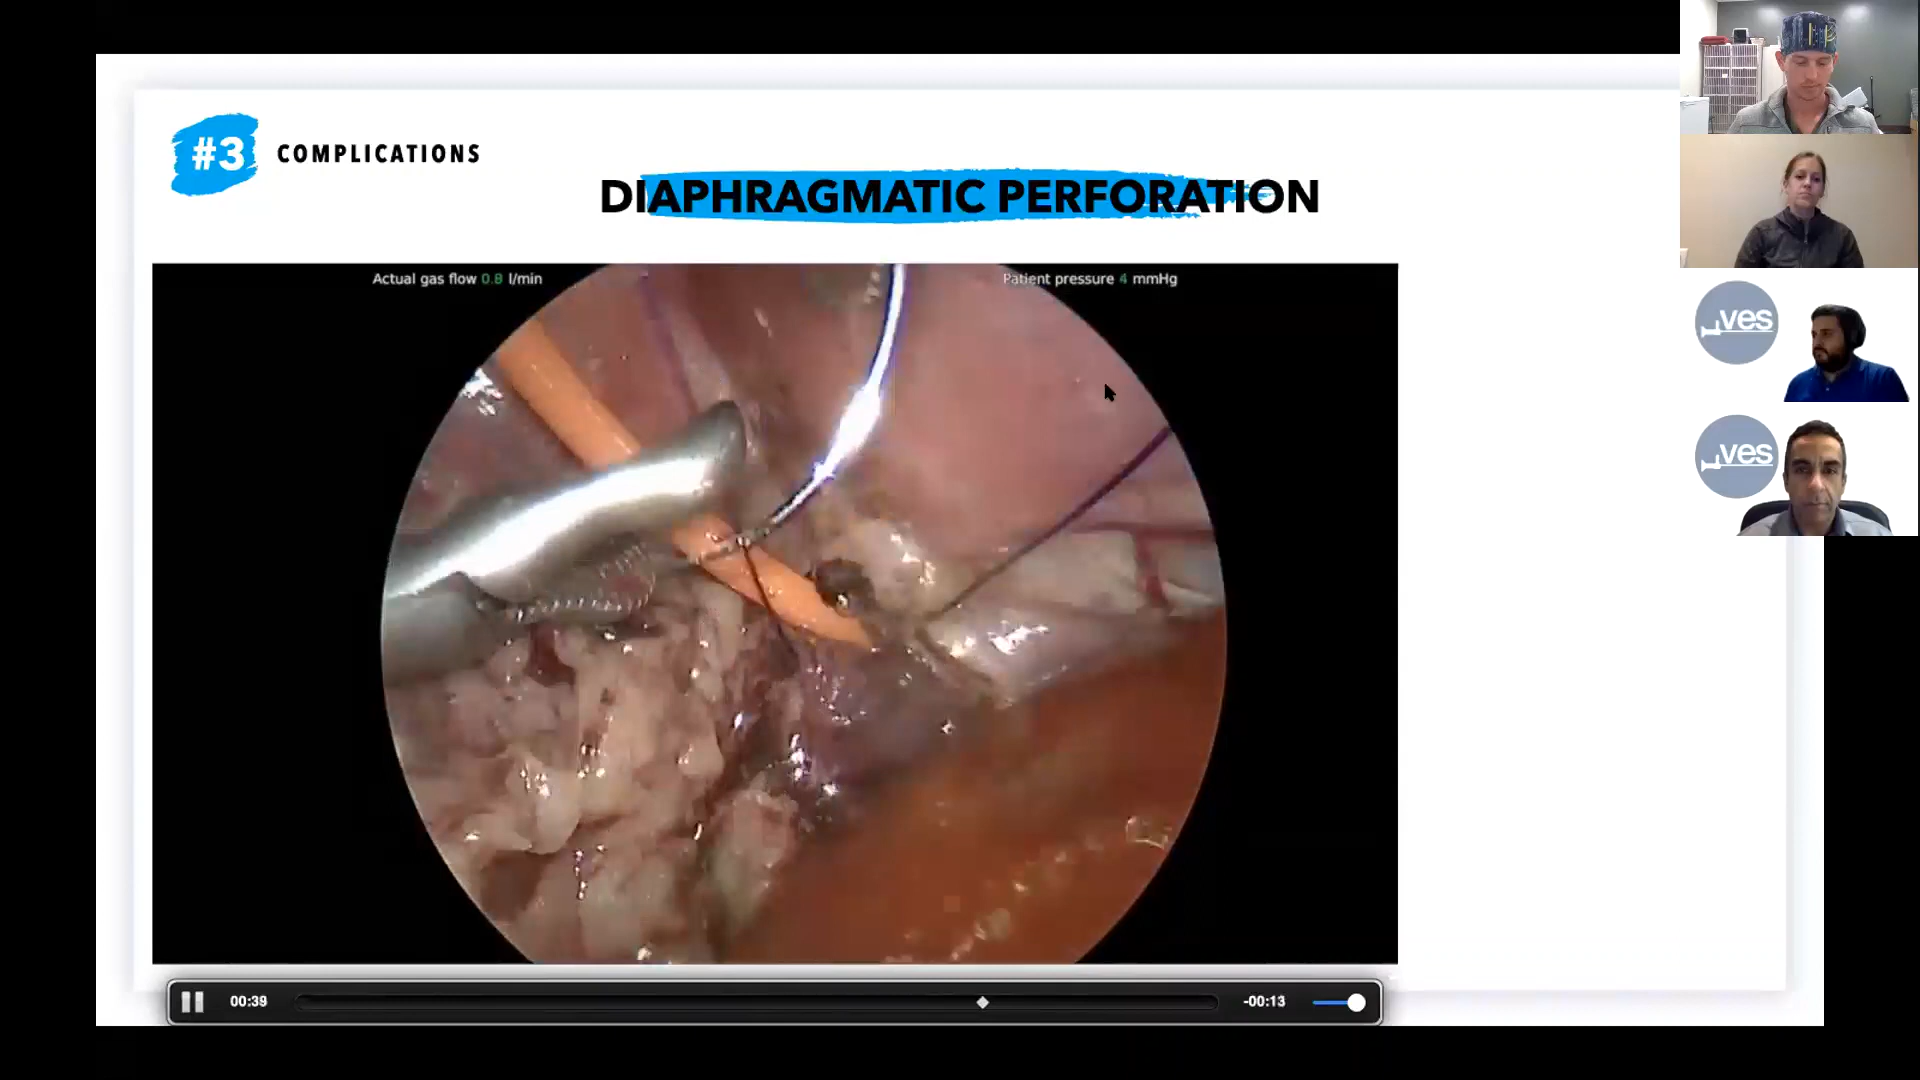 #3 COMPLICATIONS
DIAPHRAGMATIC PERFORATION
Actual gas flow 0.8 l/min
Patient pressure 4 mmHg
ves
ves
00:39
-00:13